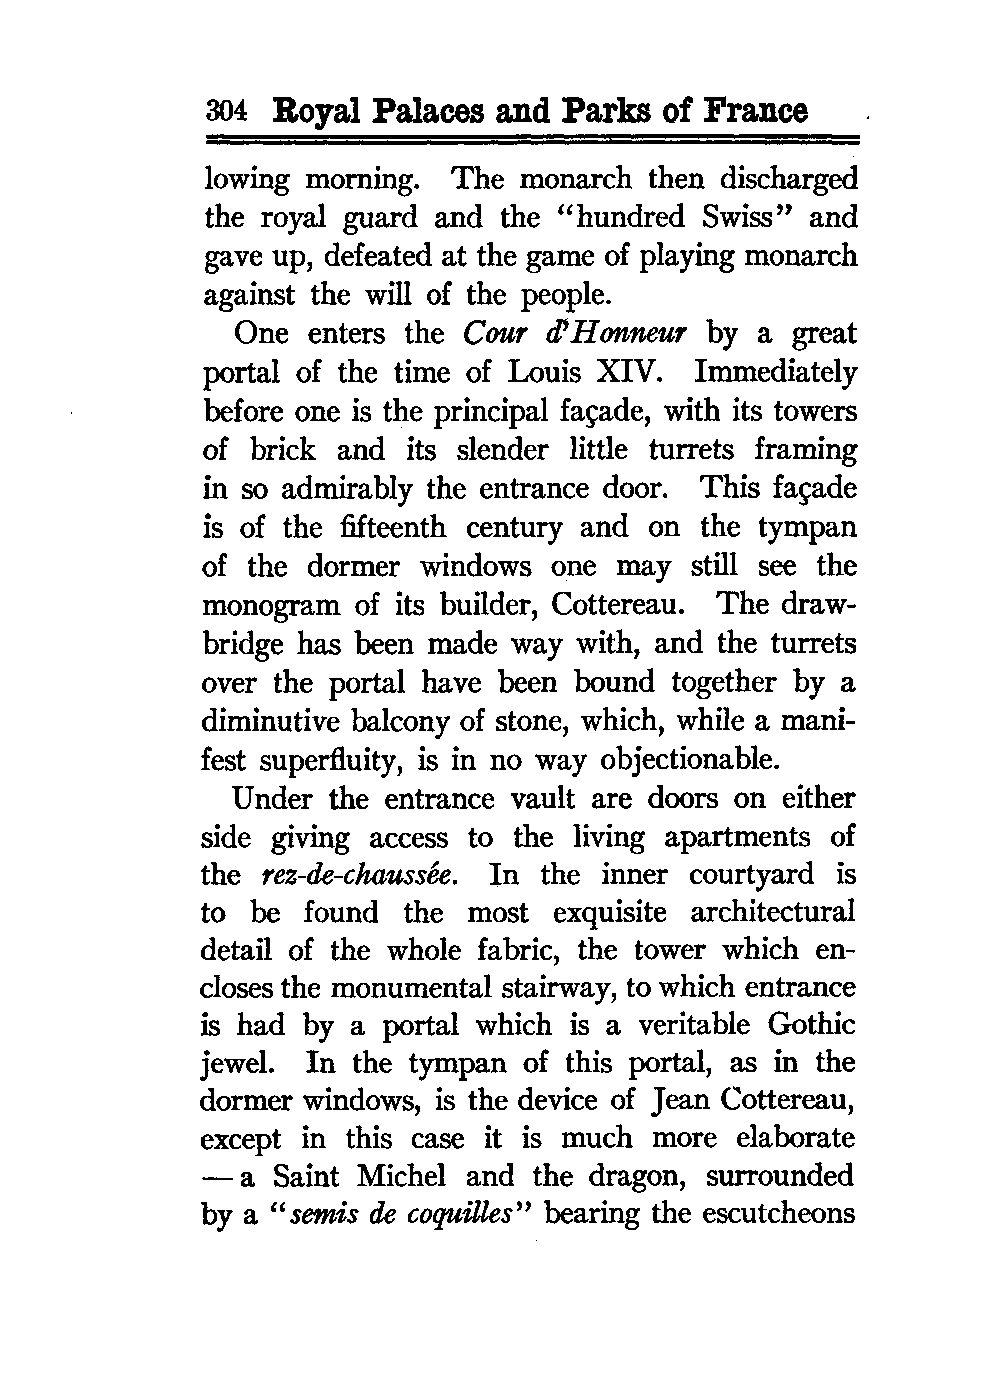 304 Royal Palaces and Parks of France
lowing morning. The monarch then discharged
the royal guard and the “hundred Swiss” and
gave up, defeated at the game of playing monarch
against the will of the people.
One enters the Cour d'Honneur by a great
portal of the time of Louis XIV. Immediately
before one is the principal façade, with its towers
of brick and its slender little turrets framing
in so admirably the entrance door. This façade
is of the fifteenth century and on the tympan
of the dormer windows one may still see the
monogram of its builder, Cottereau. The draw-
bridge has been made way with, and the turrets
over the portal have been bound together by a
diminutive balcony of stone, which, while a mani-
fest superfluity, is in no way objectionable.
Under the entrance vault are doors on either
side giving access to the living apartments of
the rez-de-chaussée. In the inner courtyard is
to be found the most exquisite architectural
detail of the whole fabric, the tower which en-
closes the monumental stairway, to which entrance
is had by a portal which is a veritable Gothic
jewel. In the tympan of this portal, as in the
dormer windows, is the device of Jean Cottereau,
except in this case it is much more elaborate
— a Saint Michel and the dragon, surrounded
by a “semis de coquilles” bearing the escutcheons